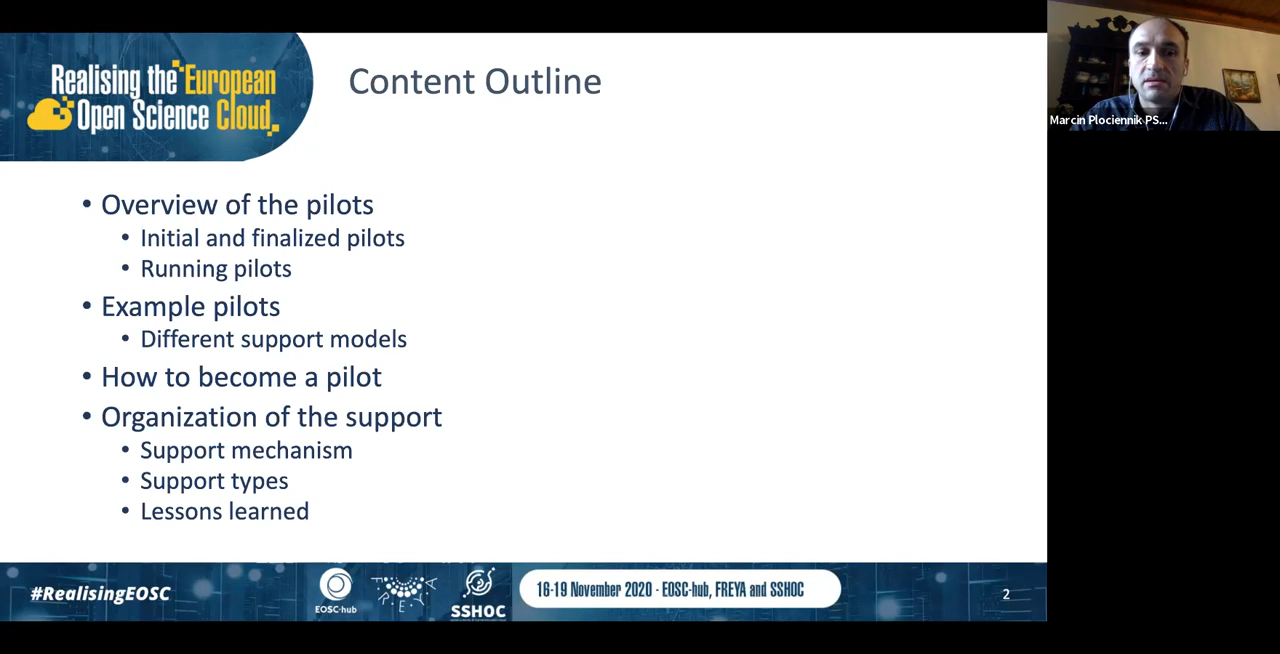 Realising the European
Open Science Cloud
Content Outline
Marcin Plociennik PS...
• Overview of the pilots
• Initial and finalized pilots
• Running pilots
• Example pilots
• Different support models
• How to become a pilot
• Organization of the support
• Support mechanism
• Support types
• Lessons learned
#RealisingEOSC
EOSC-hub
FREYA
SSHOC
16-19 November 2020 - EOSC-hub, FREYA and SSHOC
2